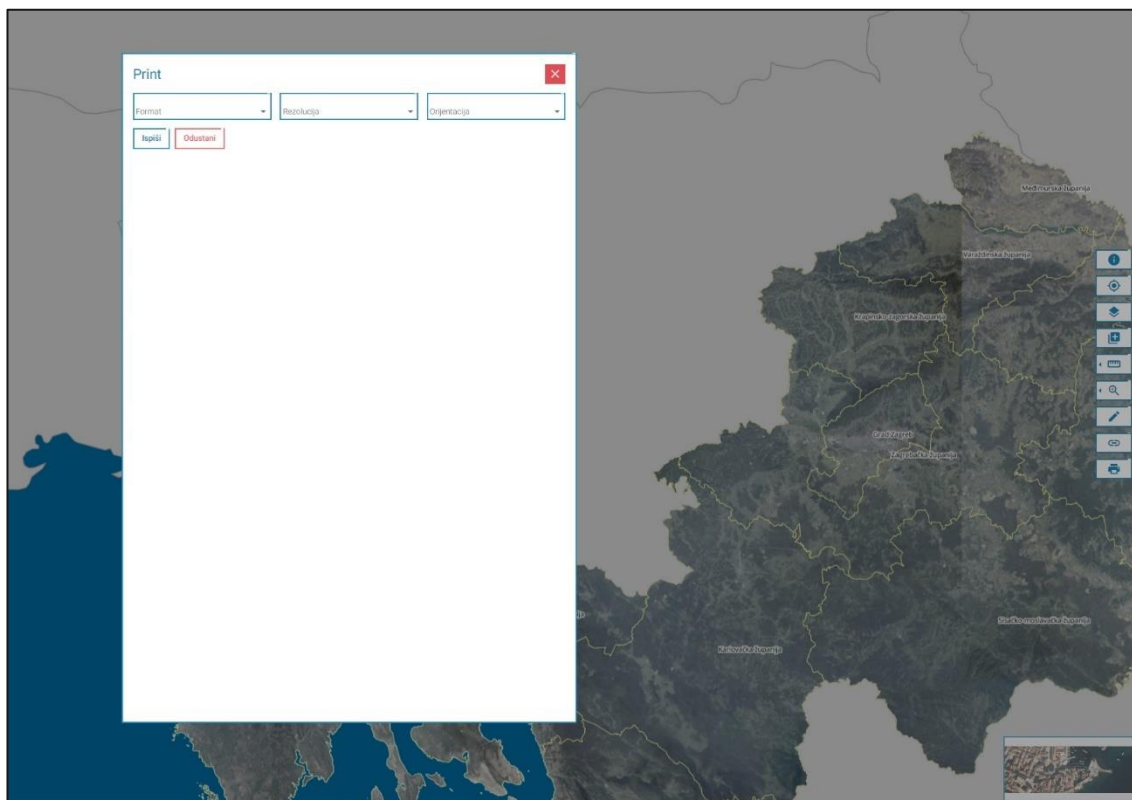 Print
Format
Rezolucija
Orijentacija
Ispiši
Odustani
Međimurska županija
Varaždinska županija
Krapinsko-zagorska županija
Grad Zagreb
Zagrebačka županija
Sisačko-moslavačka županija
Karlovačka županija